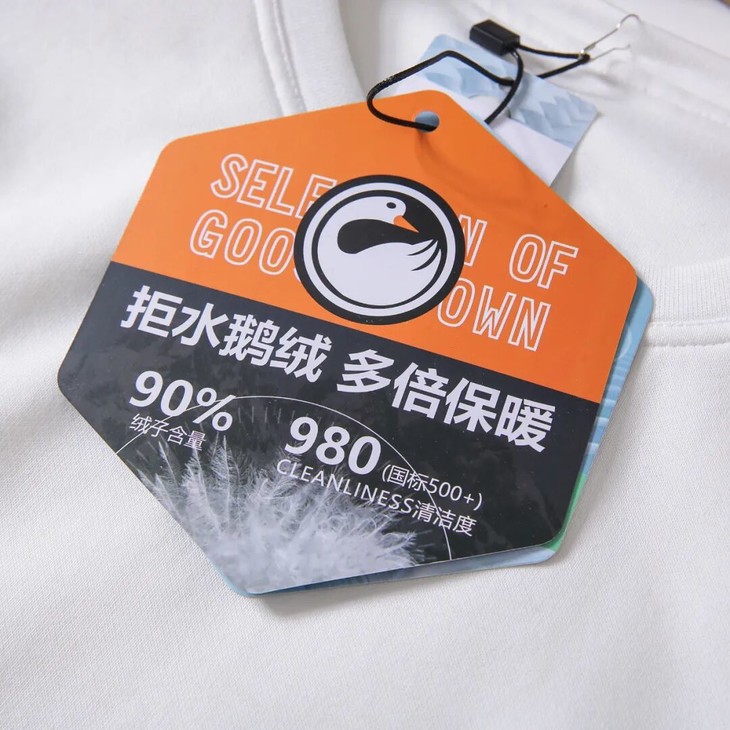 SELE N OF
GOO OWN
拒水鹅绒 多倍保暖
90%
绒子含量
980 (国标500+)
CLEANLINESS清洁度